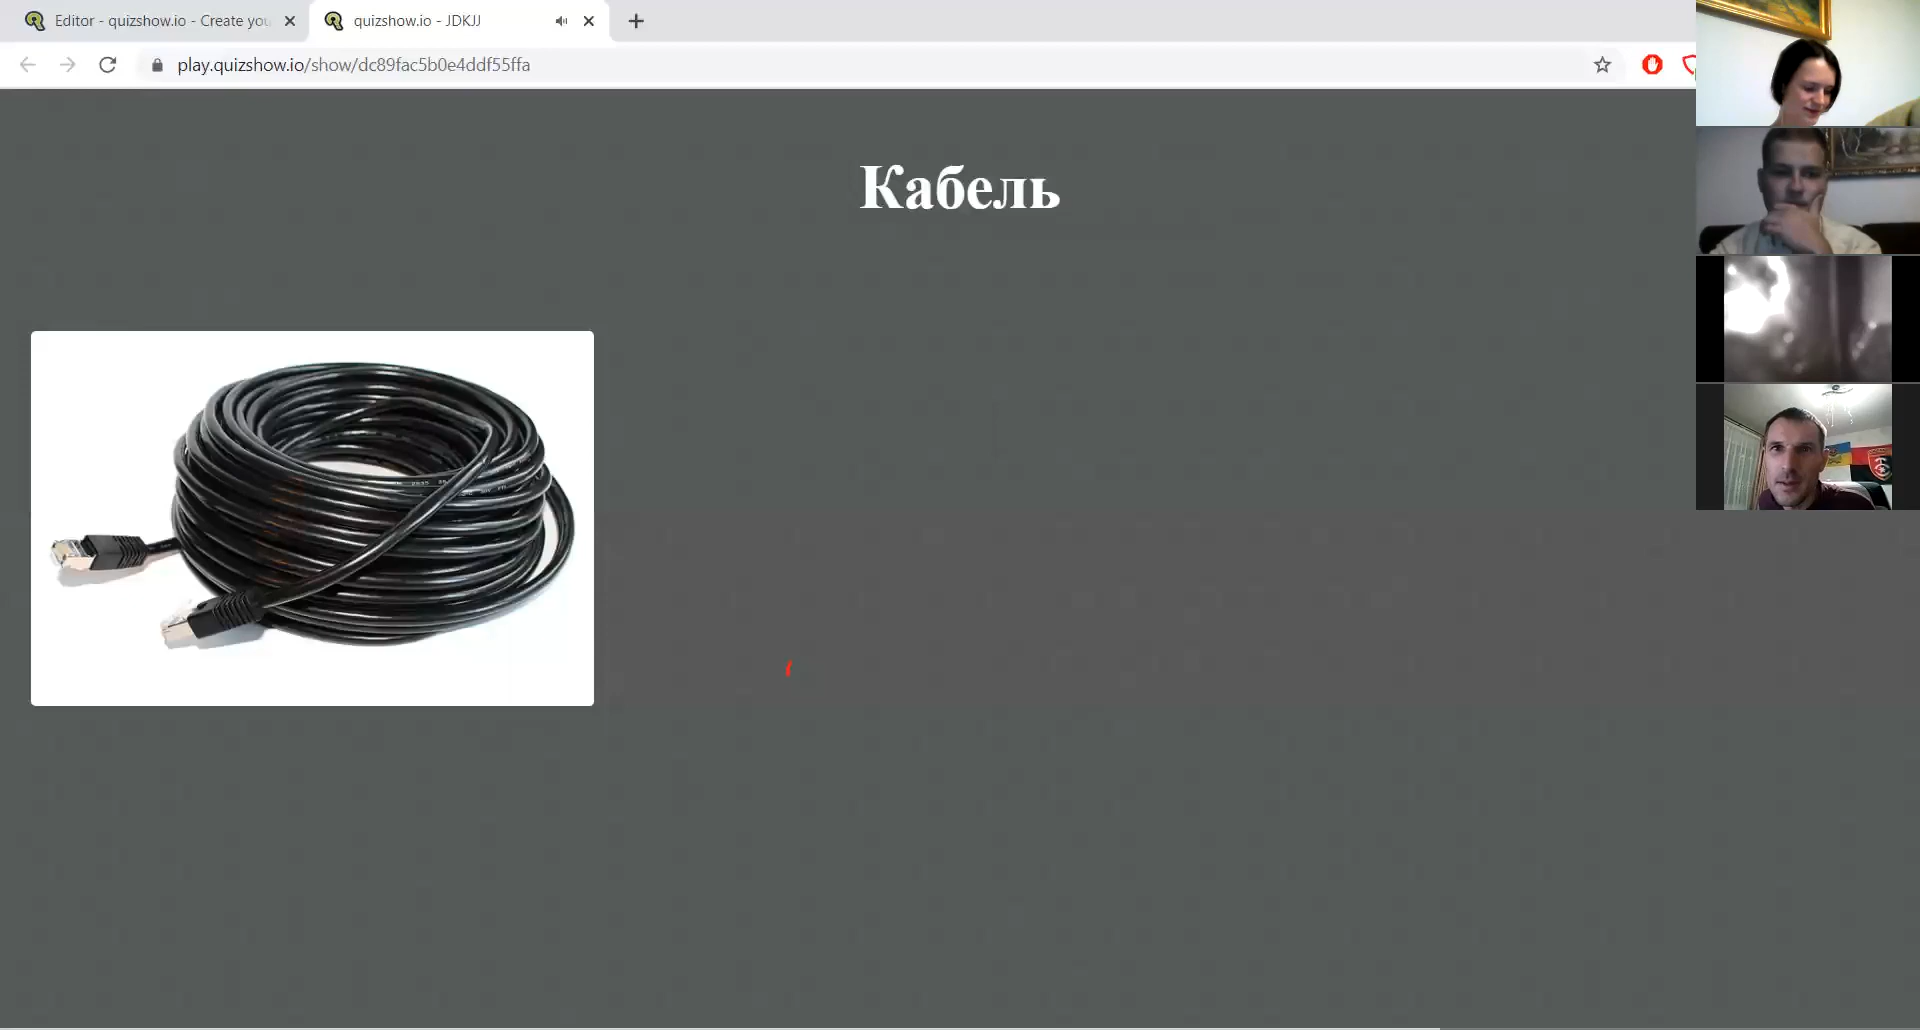 Editor - quizshow.io - Create you
quizshow.io - JDKJJ
play.quizshow.io/show/dc89fac5b0e4ddf55ffa
Кабель